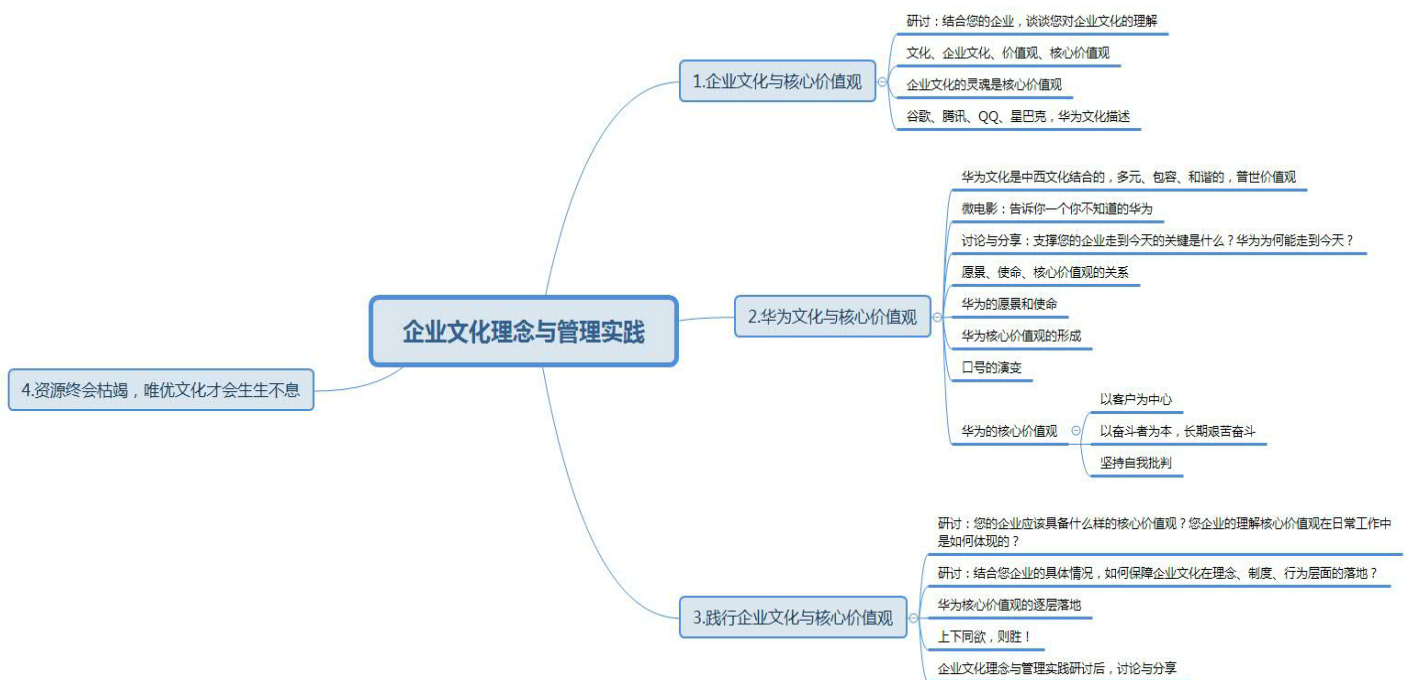 企业文化理念与管理实践
1.企业文化与核心价值观
研讨：结合您的企业，谈谈您对企业文化的理解
文化、企业文化、价值观、核心价值观
企业文化的灵魂是核心价值观
谷歌、腾讯、QQ、星巴克，华为文化描述
2.华为文化与核心价值观
华为文化是中西文化结合的，多元、包容、和谐的，普世价值观
微电影：告诉你一个你不知道的华为
讨论与分享：支撑您的企业走到今天的关键是什么？华为为何能走到今天？
愿景、使命、核心价值观的关系
华为的愿景和使命
华为核心价值观的形成
口号的演变
华为的核心价值观
以客户为中心
以奋斗者为本，长期艰苦奋斗
坚持自我批判
3.践行企业文化与核心价值观
研讨：您的企业应该具备什么样的核心价值观？您企业的理解核心价值观在日常工作中
是如何体现的？
研讨：结合您企业的具体情况，如何保障企业文化在理念、制度、行为层面的落地？
华为核心价值观的逐层落地
上下同欲，则胜！
企业文化理念与管理实践研讨后，讨论与分享
4.资源终会枯竭，唯优文化才会生生不息